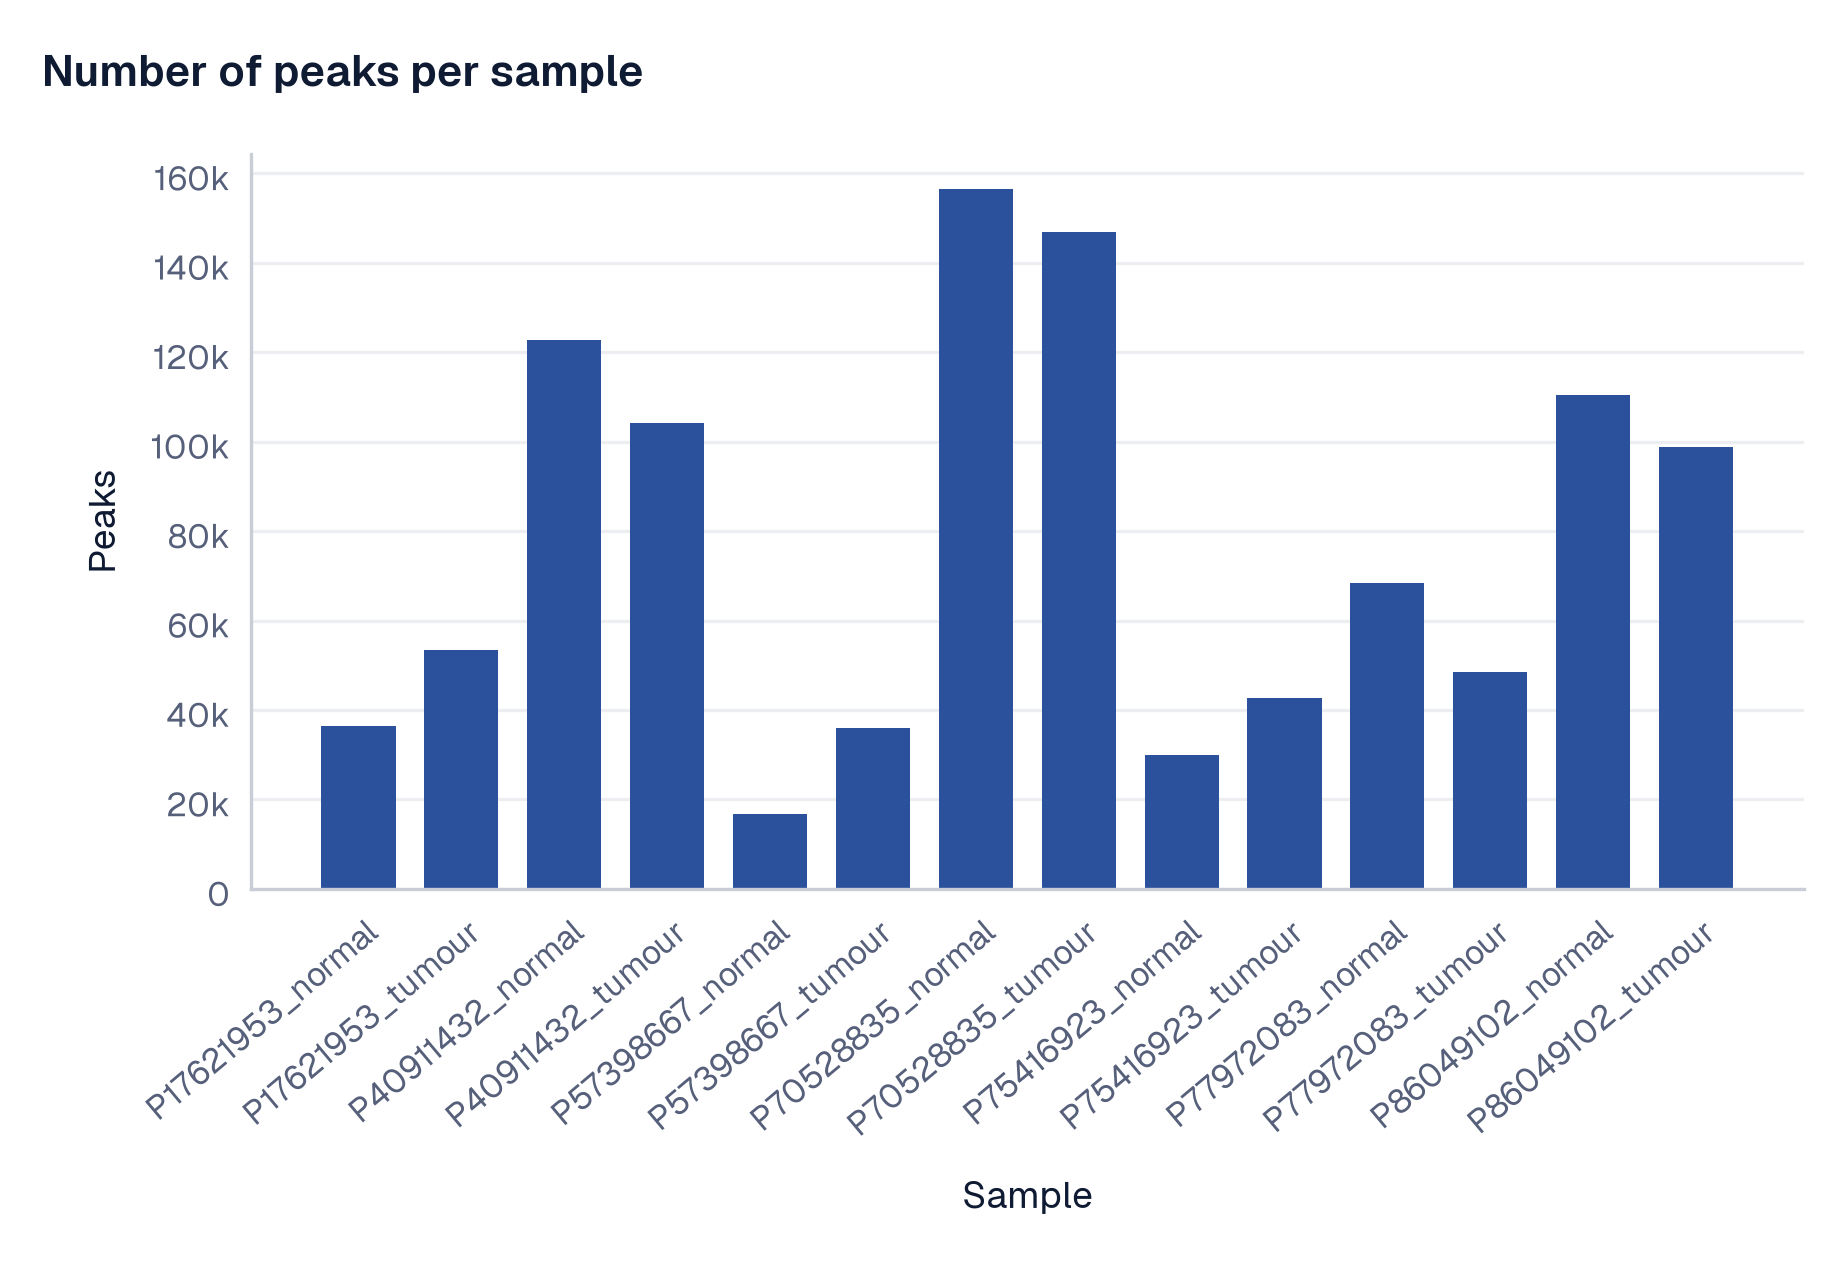 Number of peaks per sample
160k
140k
120k
100k
80k
60k
40k
20k
0
Peaks
P17621953_normal
P17621953_tumour
P40911432_normal
P40911432_tumour
P57398667_normal
P57398667_tumour
P70528835_normal
P70528835_tumour
P75416923_normal
P75416923_tumour
P77972083_normal
P77972083_tumour
P86049102_normal
P86049102_tumour
Sample